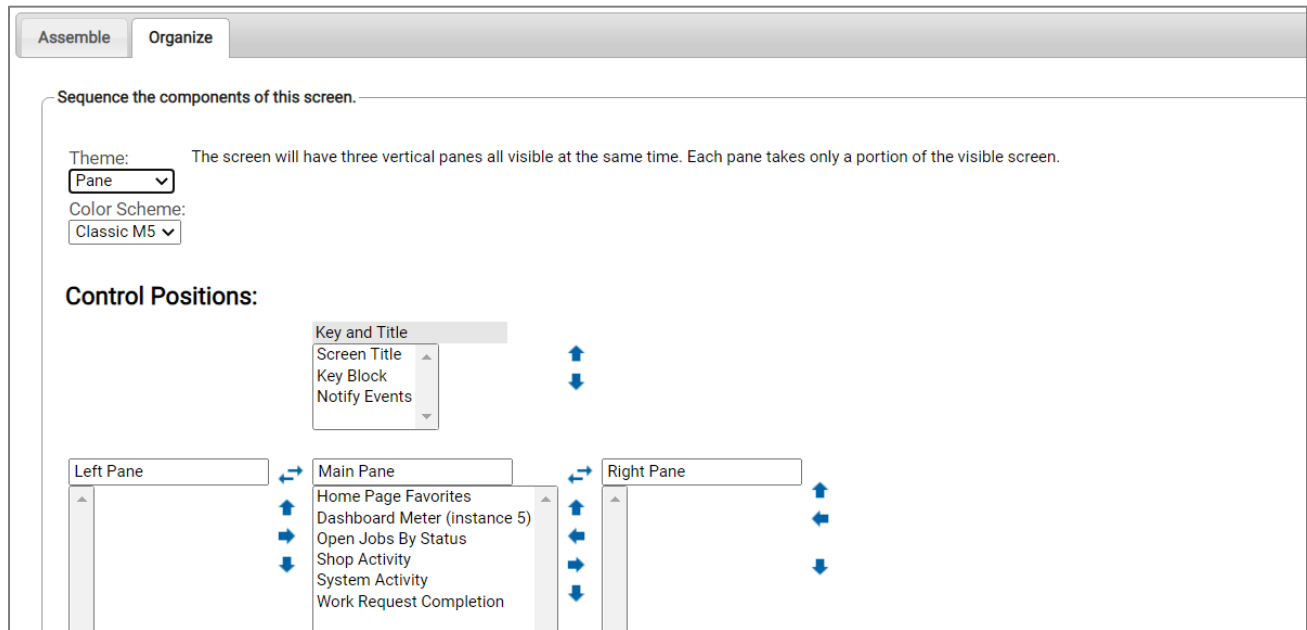 Assemble Organize
Sequence the components of this screen.
Theme: The screen will have three vertical panes all visible at the same time. Each pane takes only a portion of the visible screen.
Pane
Color Scheme:
Classic M5
Control Positions:
Key and Title
Screen Title
Key Block
Notify Events
Left Pane Main Pane Right Pane
Home Page Favorites
Dashboard Meter (instance 5)
Open Jobs By Status
Shop Activity
System Activity
Work Request Completion